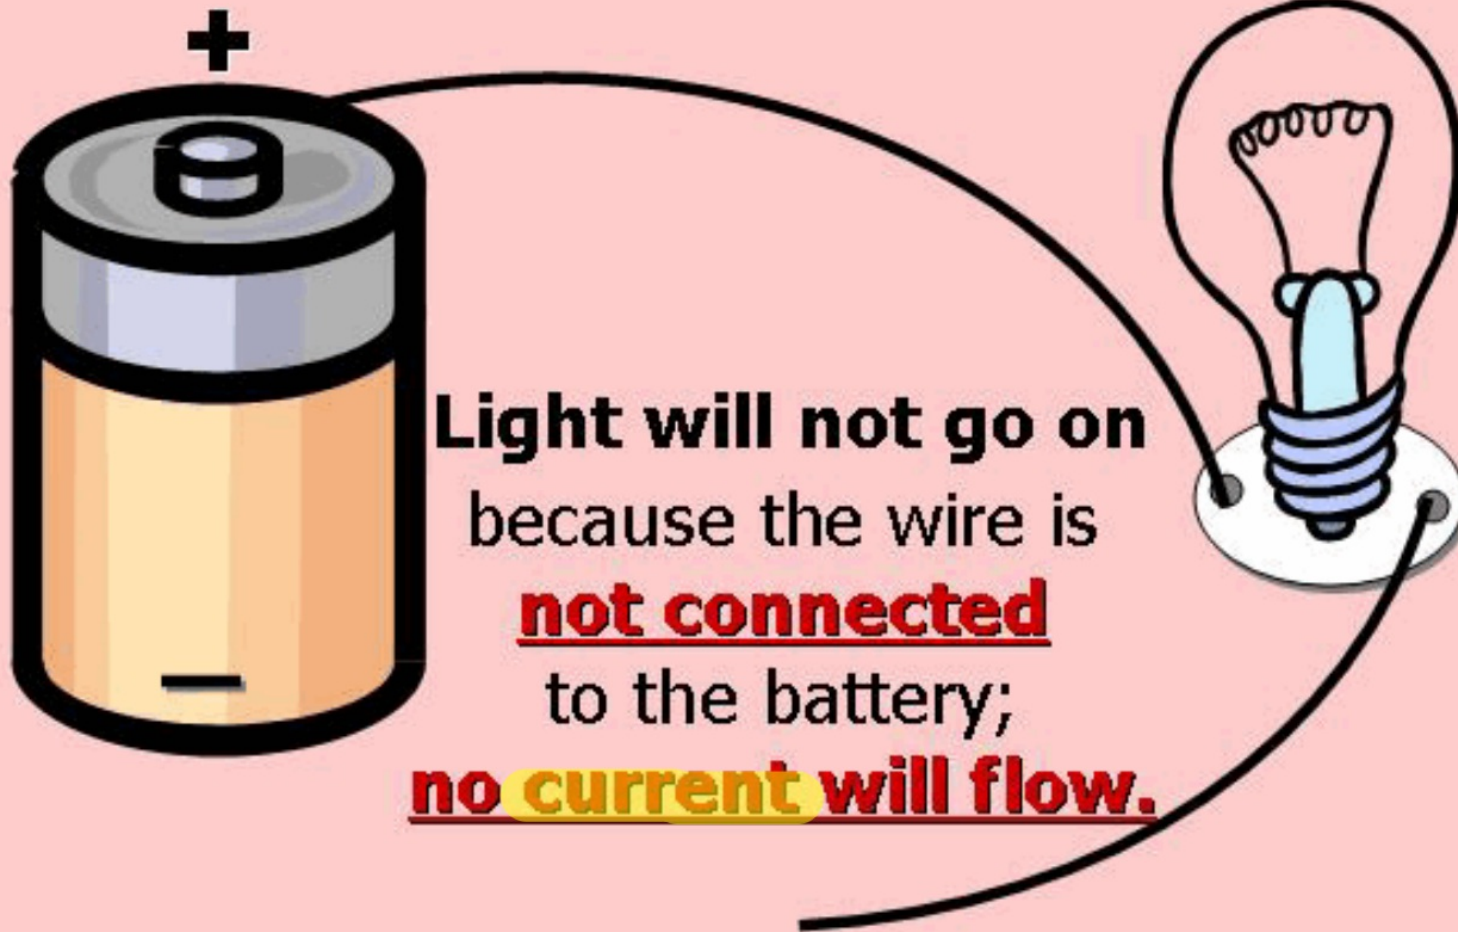 +
Light will not go on
because the wire is
not connected
to the battery;
−
no current will flow.